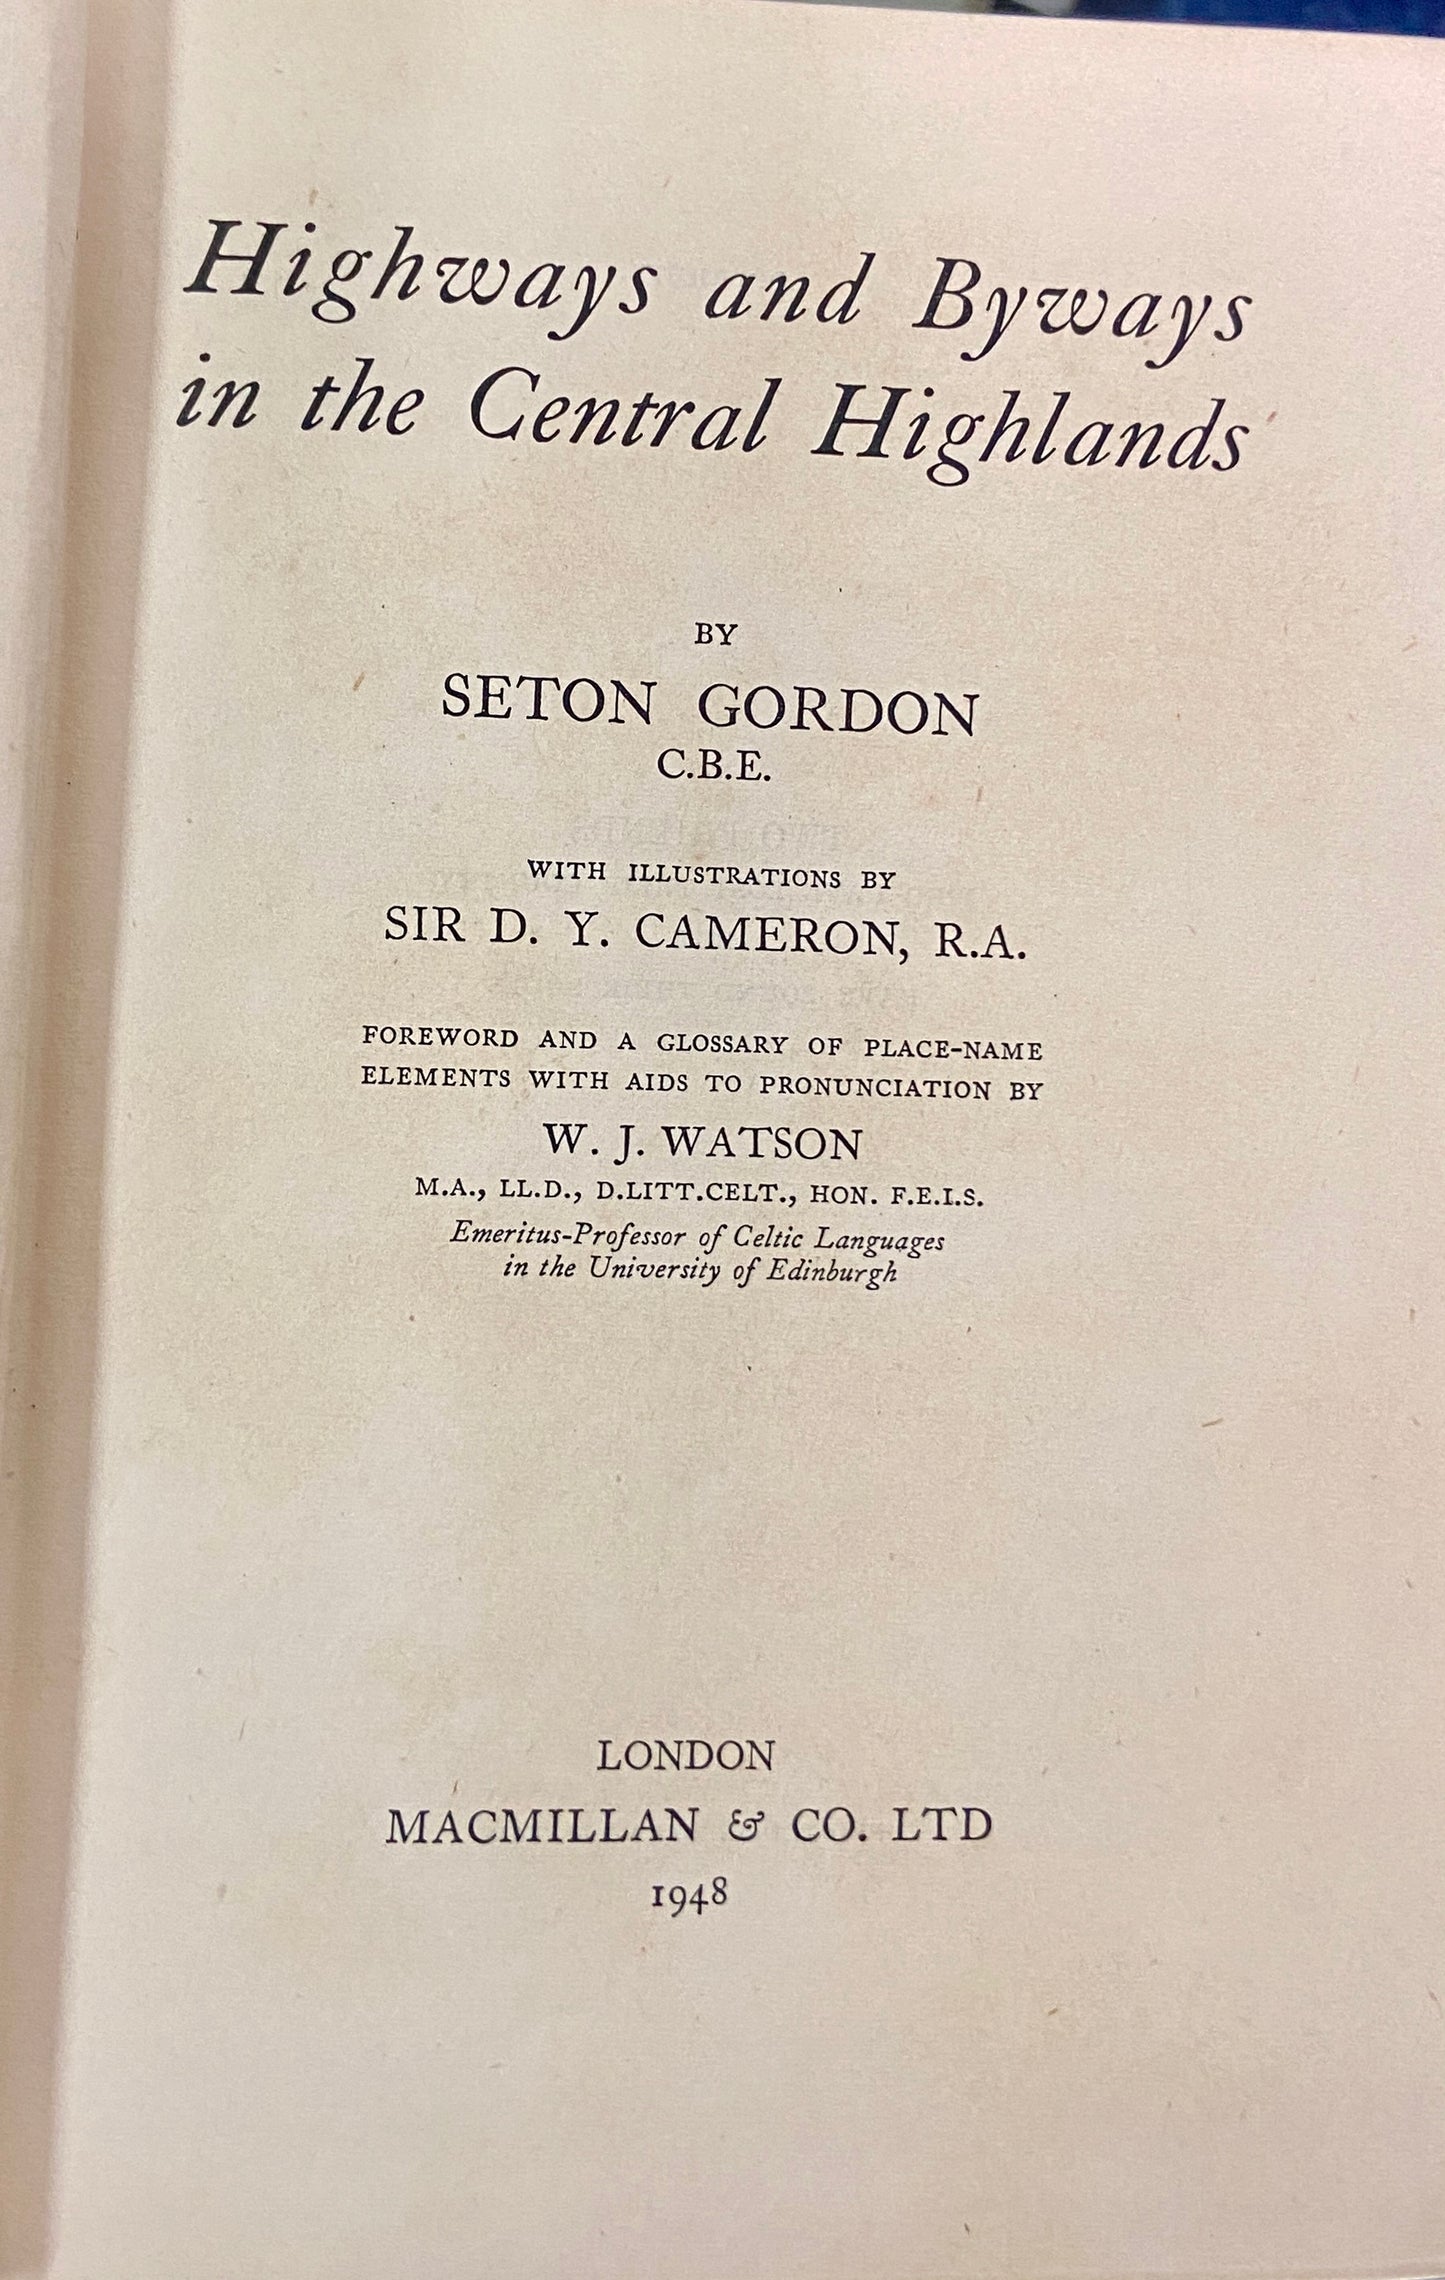 Highways and Byways
in the Central Highlands
BY
SETON GORDON
C.B.E.
WITH ILLUSTRATIONS BY
SIR D. Y. CAMERON, R.A.
FOREWORD AND A GLOSSARY OF PLACE-NAME
ELEMENTS WITH AIDS TO PRONUNCIATION BY
W. J. WATSON
M.A., LL.D., D.LITT.CELT., HON. F.E.I.S.
Emeritus-Professor of Celtic Languages
in the University of Edinburgh
LONDON
MACMILLAN & CO. LTD
1948